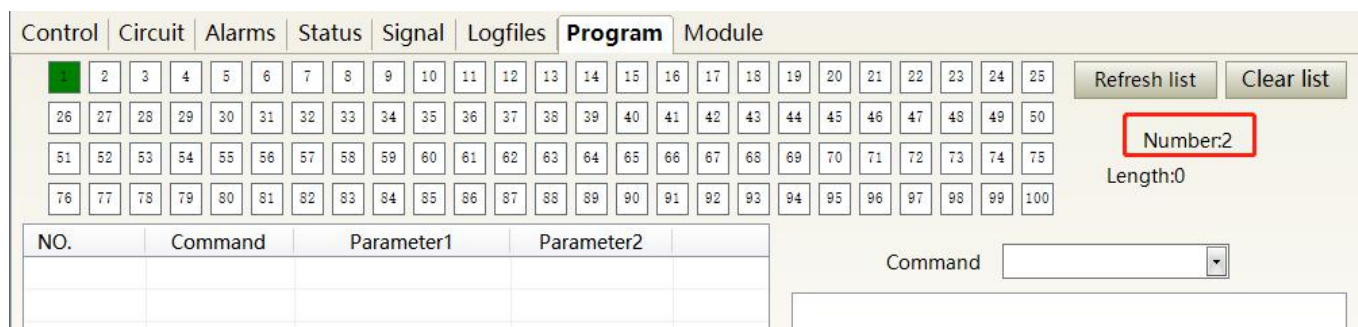 Control Circuit Alarms Status Signal Logfiles Program Module
1 2 3 4 5 6 7 8 9 10 11 12 13 14 15 16 17 18 19 20 21 22 23 24 25 Refresh list Clear list
26 27 28 29 30 31 32 33 34 35 36 37 38 39 40 41 42 43 44 45 46 47 48 49 50
Number:2
51 52 53 54 55 56 57 58 59 60 61 62 63 64 65 66 67 68 69 70 71 72 73 74 75
Length:0
76 77 78 79 80 81 82 83 84 85 86 87 88 89 90 91 92 93 94 95 96 97 98 99 100
NO. Command Parameter1 Parameter2
Command